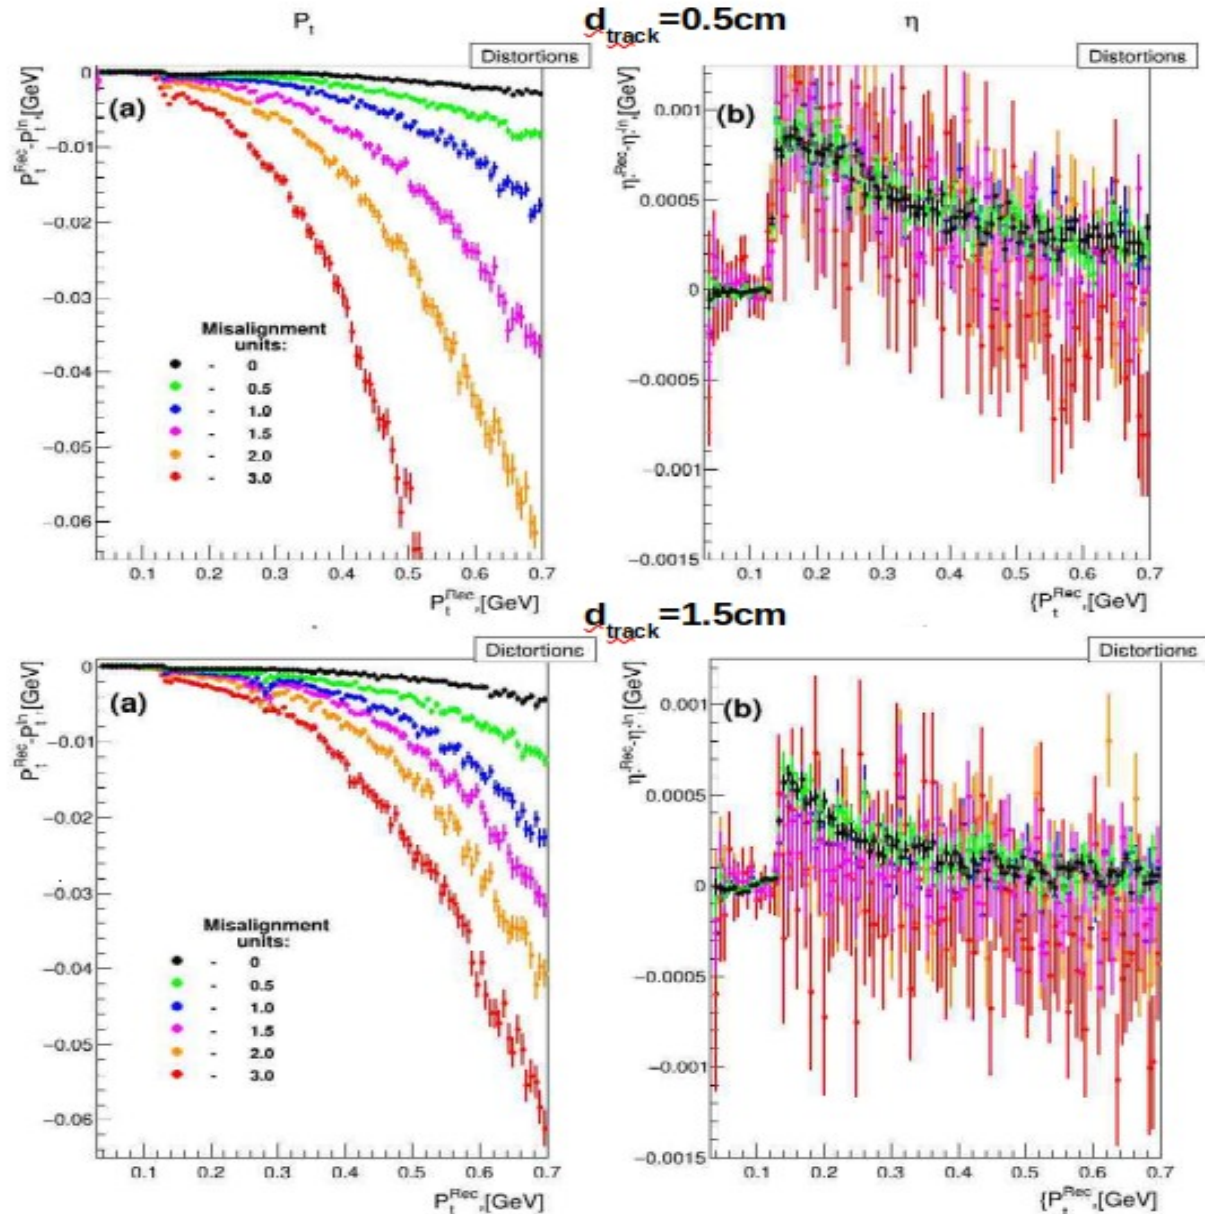 P_t d_track=0.5cm η
Distortions
Distortions
(a)
(b)
P_t^Rec-P_t^In,[GeV]
0
−0.01
−0.02
−0.03
−0.04
−0.05
−0.06
Misalignment
units:
- 0
- 0.5
- 1.0
- 1.5
- 2.0
- 3.0
0.1 0.2 0.3 0.4 0.5 0.6 0.7
P_t^Rec,[GeV]
η^Rec-η^In,[GeV]
0.001
0.0005
0
−0.0005
−0.001
−0.0015
0.1 0.2 0.3 0.4 0.5 0.6 0.7
{P_t^Rec,[GeV]
d_track=1.5cm
Distortions
Distortions
(a)
(b)
P_t^Rec-P_t^In,[GeV]
0
−0.01
−0.02
−0.03
−0.04
−0.05
−0.06
Misalignment
units:
- 0
- 0.5
- 1.0
- 1.5
- 2.0
- 3.0
0.1 0.2 0.3 0.4 0.5 0.6 0.7
P_t^Rec,[GeV]
η^Rec-η^In,[GeV]
0.001
0.0005
0
−0.0005
−0.001
−0.0015
0.1 0.2 0.3 0.4 0.5 0.6 0.7
{P_t^Rec,[GeV]